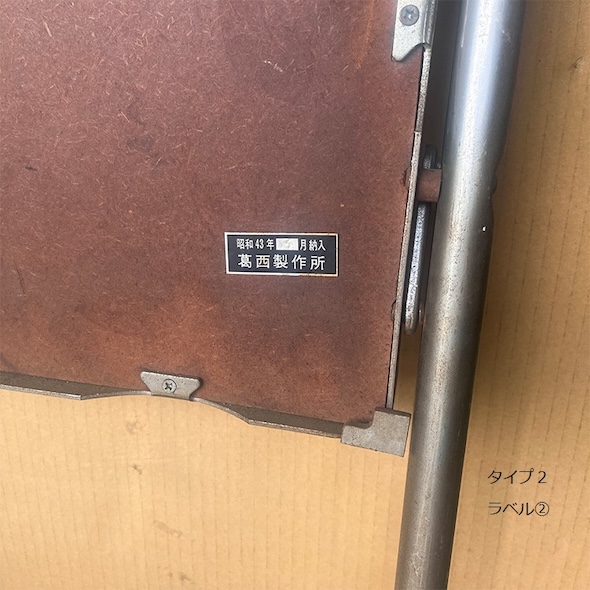 昭和43年 月納入
葛西製作所
タイプ2
ラベル②